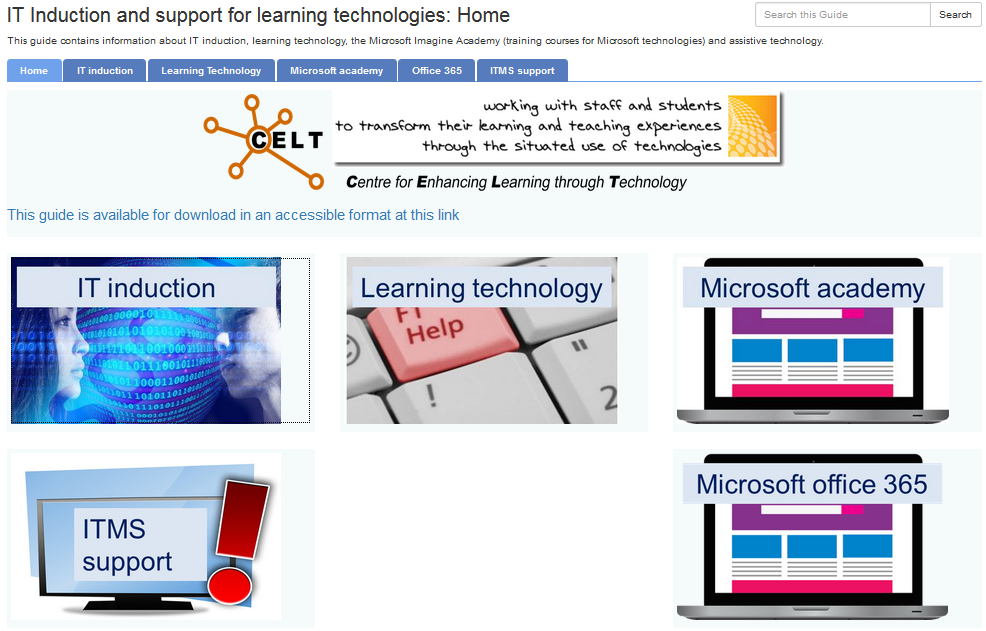 IT Induction and support for learning technologies: Home
Search this Guide
Search
This guide contains information about IT induction, learning technology, the Microsoft Imagine Academy (training courses for Microsoft technologies) and assistive technology.
Home
IT induction
Learning Technology
Microsoft academy
Office 365
ITMS support
CELT
working with staff and students
to transform their learning and teaching experiences
through the situated use of technologies
Centre for Enhancing Learning through Technology
This guide is available for download in an accessible format at this link
IT induction
Learning technology
F1
Help
!
"
2
Microsoft academy
ITMS
support
Microsoft office 365